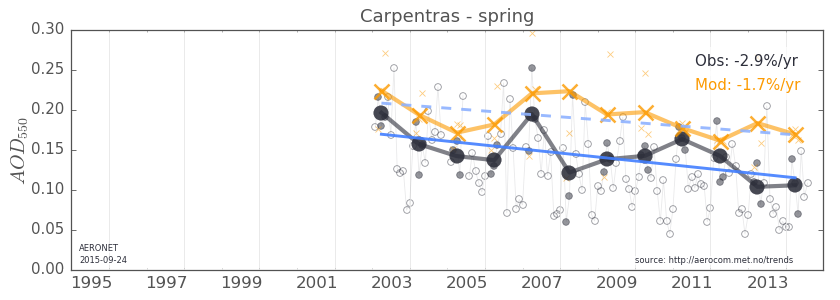 Carpentras - spring
0.30
0.25
0.20
0.15
0.10
0.05
0.00
AOD550
Obs: -2.9%/yr
Mod: -1.7%/yr
AERONET
2015-09-24
source: http://aerocom.met.no/trends
1995 1997 1999 2001 2003 2005 2007 2009 2011 2013